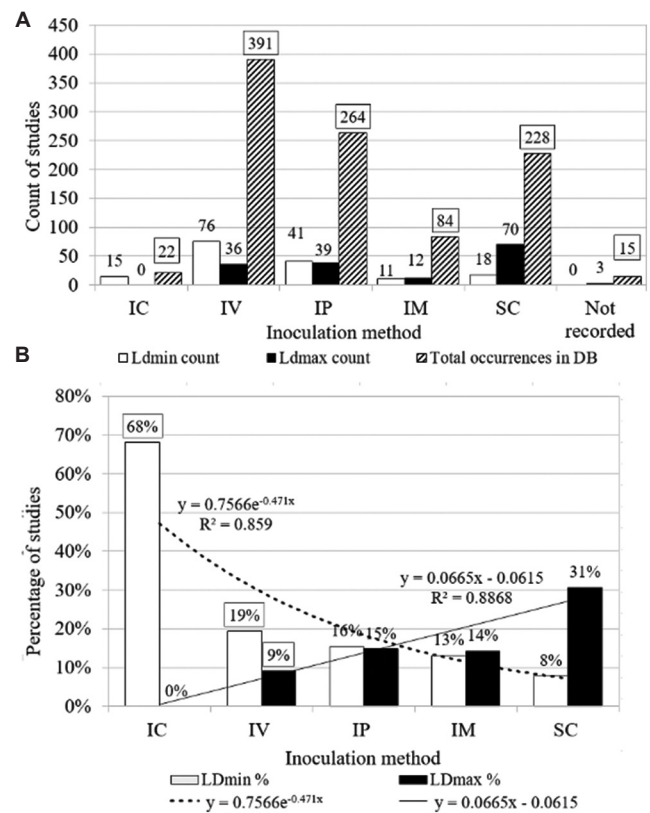 A
450
400
350
300
250
200
150
100
50
0
Count of studies
15 0 22
76 36 391
41 39 264
11 12 84
18 70 228
0 3 15
IC IV IP IM SC Not recorded
Inoculation method
Ldmin count Ldmax count Total occurrences in DB
B
80%
70%
60%
50%
40%
30%
20%
10%
0%
Percentage of studies
68% 0%
19% 9%
16% 15%
13% 14%
8% 31%
y = 0.7566e^-0.471x
R² = 0.859
y = 0.0665x - 0.0615
R² = 0.8868
IC IV IP IM SC
Inoculation method
LDmin % LDmax %
y = 0.7566e^-0.471x y = 0.0665x - 0.0615